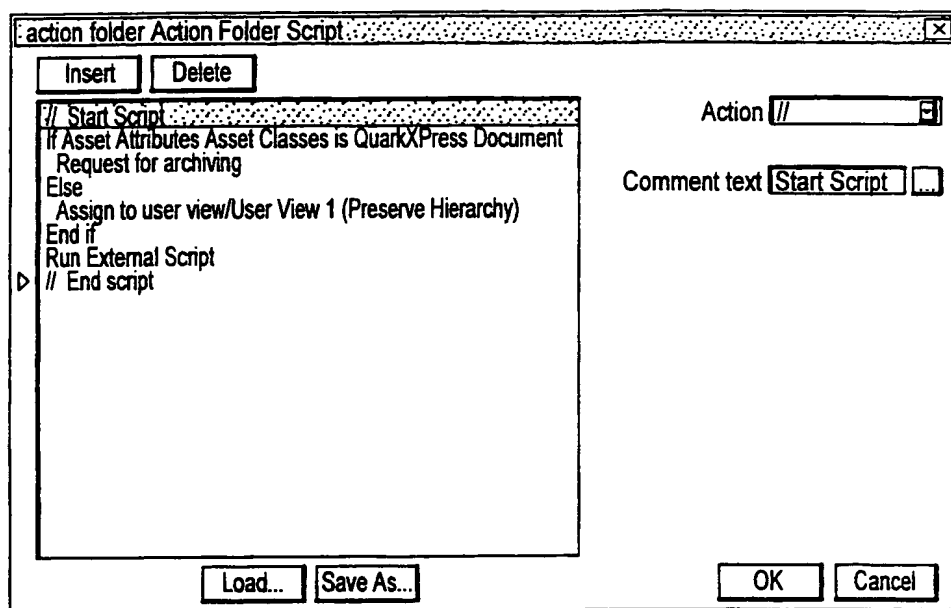 action folder Action Folder Script
Insert Delete
// Start Script
If Asset Attributes Asset Classes is QuarkXPress Document
Request for archiving
Else
Assign to user view/User View 1 (Preserve Hierarchy)
End if
Run External Script
// End script
Action //
Comment text Start Script ...
Load... Save As...
OK Cancel